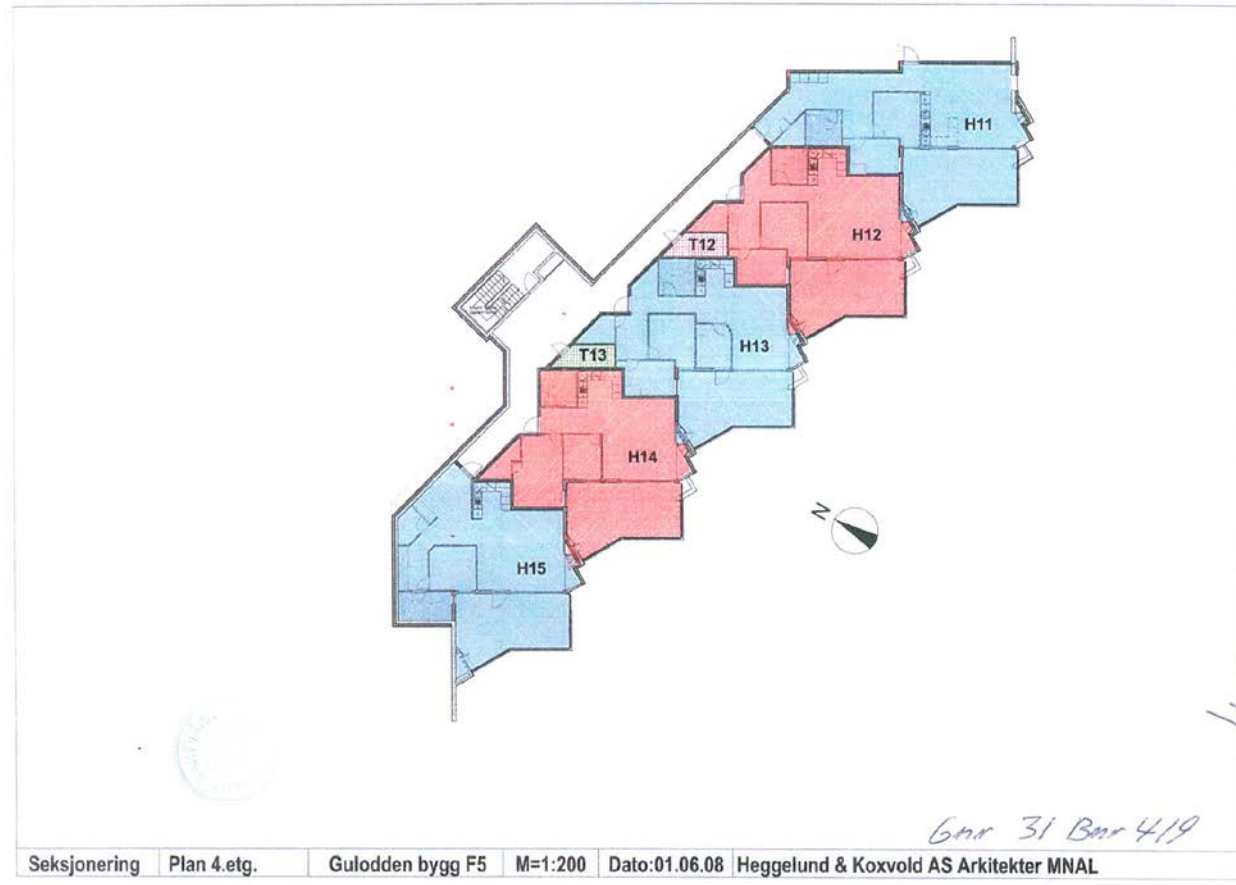 H11
H12
T12
H13
T13
H14
H15
N
Gnr 31 Bnr 419
Seksjonering Plan 4.etg. Gulodden bygg F5 M=1:200 Dato:01.06.08 Heggelund & Koxvold AS Arkitekter MNAL